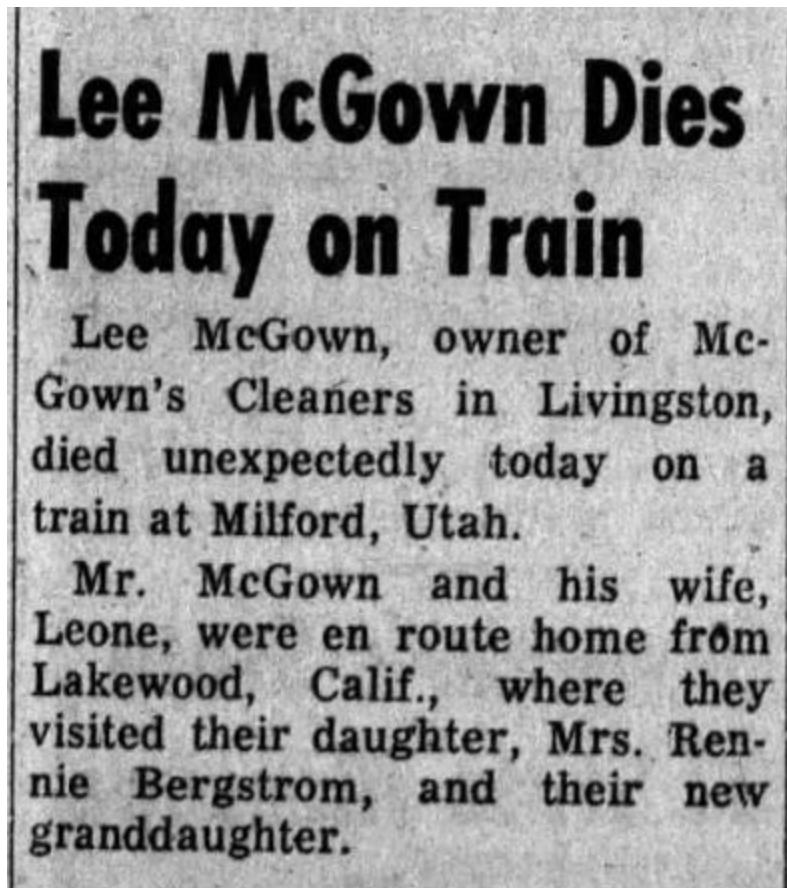 Lee McGown Dies
Today on Train
Lee McGown, owner of Mc-
Gown's Cleaners in Livingston,
died unexpectedly today on a
train at Milford, Utah.
Mr. McGown and his wife,
Leone, were en route home from
Lakewood, Calif., where they
visited their daughter, Mrs. Ren-
nie Bergstrom, and their new
granddaughter.